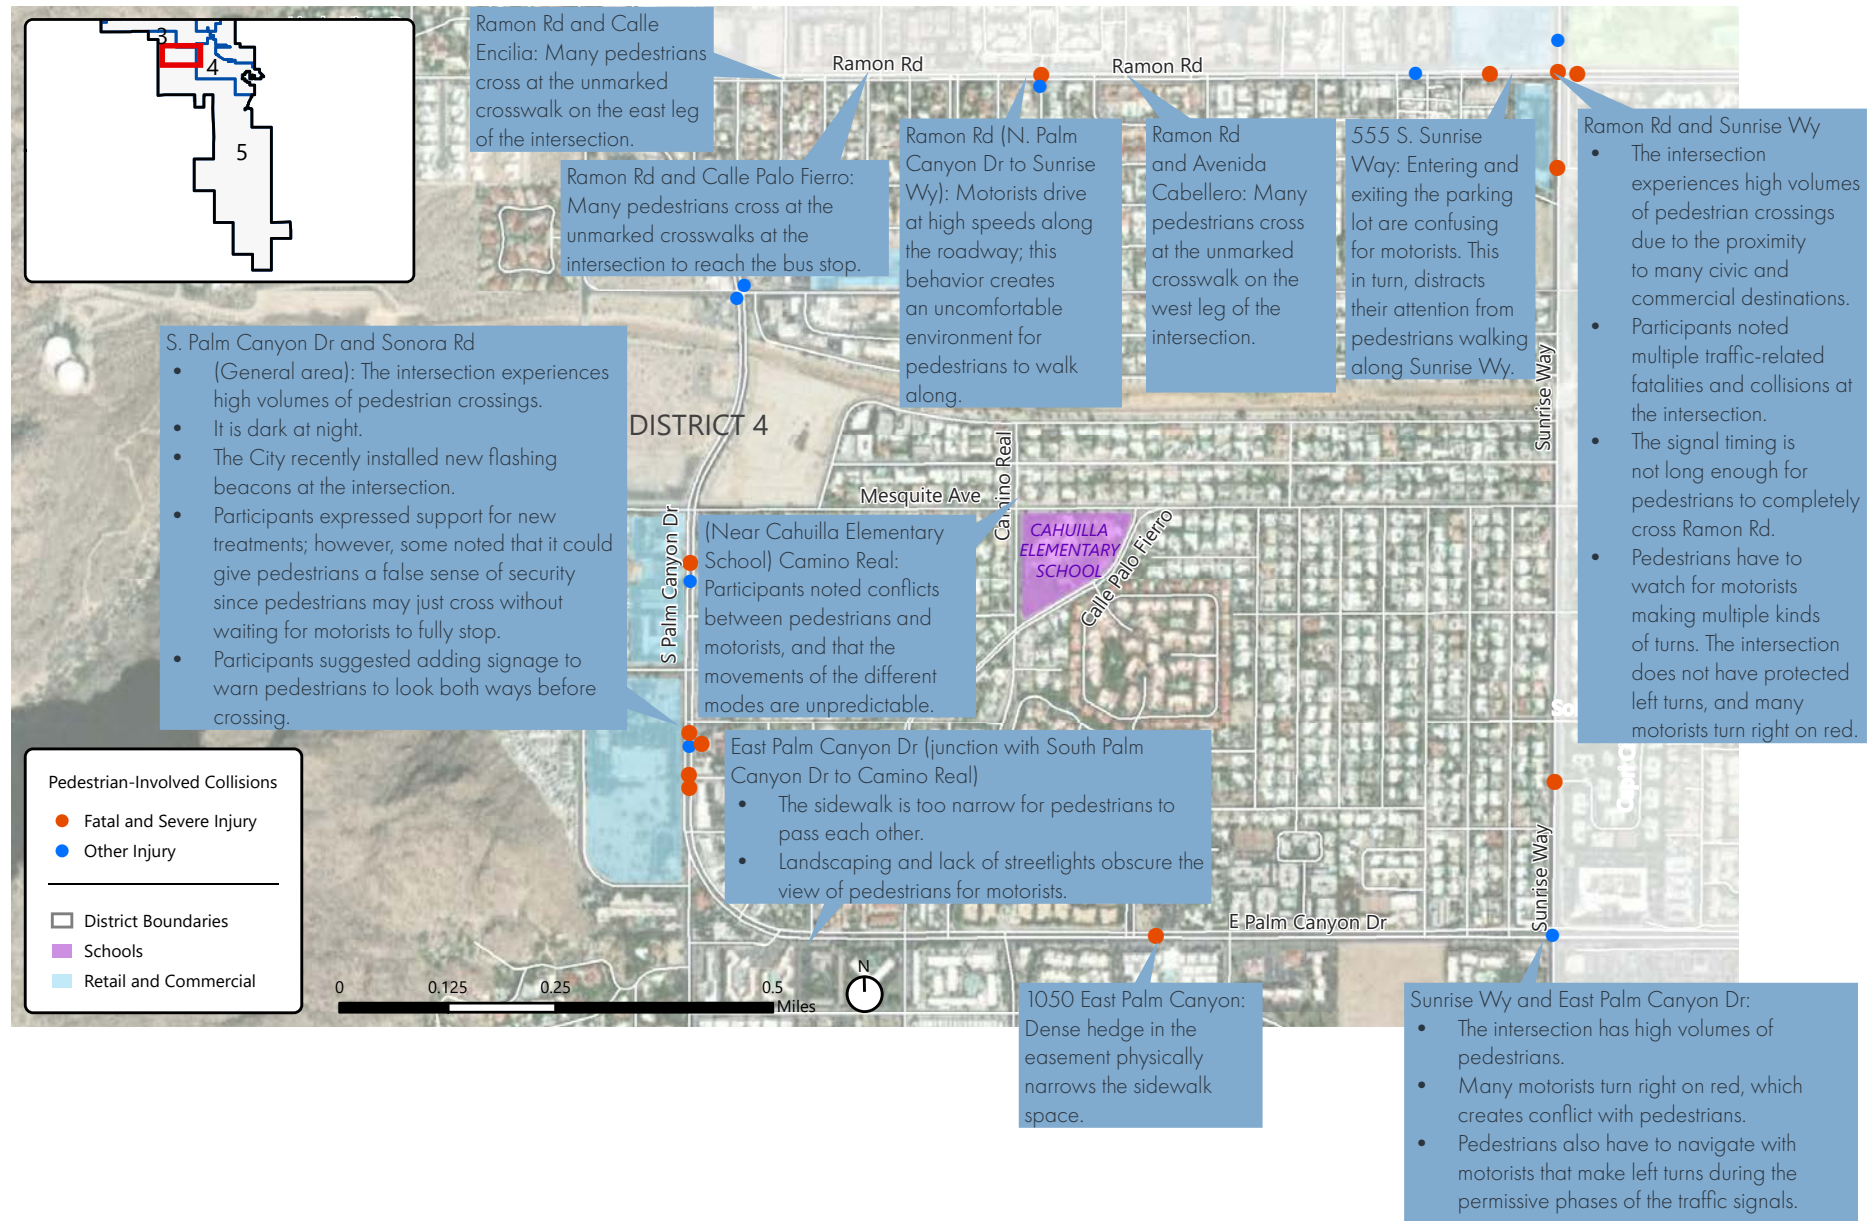 3
4
5
Ramon Rd and Calle
Encilia: Many pedestrians
cross at the unmarked
crosswalk on the east leg
of the intersection.
Ramon Rd
Ramon Rd
Ramon Rd and Calle Palo Fierro:
Many pedestrians cross at the
unmarked crosswalks at the
intersection to reach the bus stop.
Ramon Rd (N. Palm
Canyon Dr to Sunrise
Wy): Motorists drive
at high speeds along
the roadway; this
behavior creates
an uncomfortable
environment for
pedestrians to walk
along.
Ramon Rd
and Avenida
Cabellero: Many
pedestrians cross
at the unmarked
crosswalk on the
west leg of the
intersection.
555 S. Sunrise
Way: Entering and
exiting the parking
lot are confusing
for motorists. This
in turn, distracts
their attention from
pedestrians walking
along Sunrise Wy.
Ramon Rd and Sunrise Wy
• The intersection
experiences high volumes
of pedestrian crossings
due to the proximity
to many civic and
commercial destinations.
• Participants noted
multiple traffic-related
fatalities and collisions at
the intersection.
• The signal timing is
not long enough for
pedestrians to completely
cross Ramon Rd.
• Pedestrians have to
watch for motorists
making multiple kinds
of turns. The intersection
does not have protected
left turns, and many
motorists turn right on red.
S. Palm Canyon Dr and Sonora Rd
• (General area): The intersection experiences
high volumes of pedestrian crossings.
• It is dark at night.
• The City recently installed new flashing
beacons at the intersection.
• Participants expressed support for new
treatments; however, some noted that it could
give pedestrians a false sense of security
since pedestrians may just cross without
waiting for motorists to fully stop.
• Participants suggested adding signage to
warn pedestrians to look both ways before
crossing.
DISTRICT 4
Sunrise Way
Camino Real
Mesquite Ave
S Palm Canyon Dr
(Near Cahuilla Elementary
School) Camino Real:
Participants noted conflicts
between pedestrians and
motorists, and that the
movements of the different
modes are unpredictable.
CAHUILLA
ELEMENTARY
SCHOOL
Calle Palo Fierro
So
East Palm Canyon Dr (junction with South Palm
Canyon Dr to Camino Real)
• The sidewalk is too narrow for pedestrians to
pass each other.
• Landscaping and lack of streetlights obscure the
view of pedestrians for motorists.
Sunrise Way
E Palm Canyon Dr
Pedestrian-Involved Collisions
Fatal and Severe Injury
Other Injury
District Boundaries
Schools
Retail and Commercial
0 0.125 0.25 0.5
Miles
N
1050 East Palm Canyon:
Dense hedge in the
easement physically
narrows the sidewalk
space.
Sunrise Wy and East Palm Canyon Dr:
• The intersection has high volumes of
pedestrians.
• Many motorists turn right on red, which
creates conflict with pedestrians.
• Pedestrians also have to navigate with
motorists that make left turns during the
permissive phases of the traffic signals.